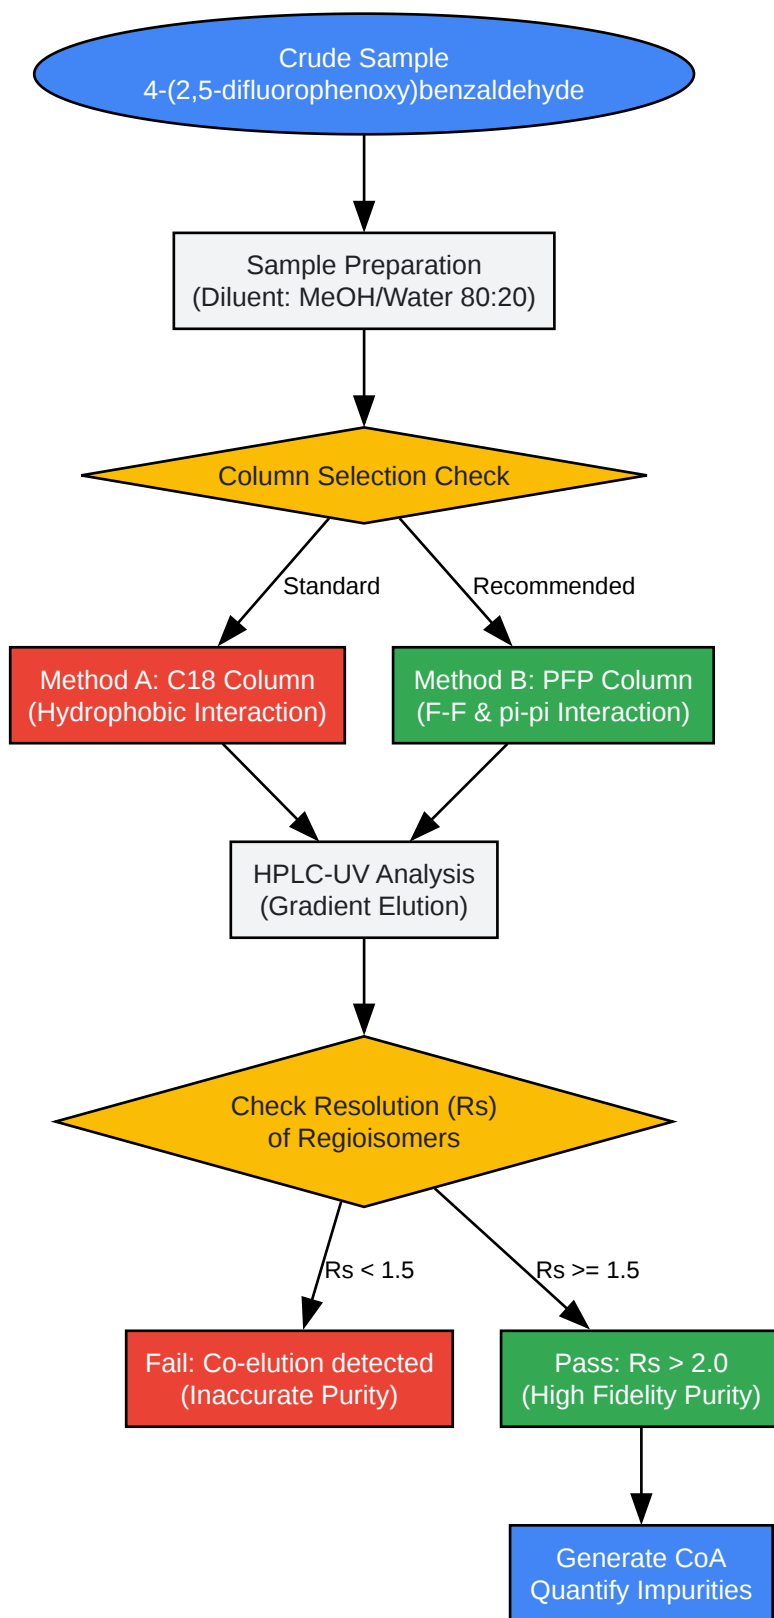 Crude Sample
4-(2,5-difluorophenoxy)benzaldehyde
Sample Preparation
(Diluent: MeOH/Water 80:20)
Column Selection Check
Standard
Recommended
Method A: C18 Column
(Hydrophobic Interaction)
Method B: PFP Column
(F-F & pi-pi Interaction)
HPLC-UV Analysis
(Gradient Elution)
Check Resolution (Rs)
of Regioisomers
Rs < 1.5
Rs >= 1.5
Fail: Co-elution detected
(Inaccurate Purity)
Pass: Rs > 2.0
(High Fidelity Purity)
Generate CoA
Quantify Impurities